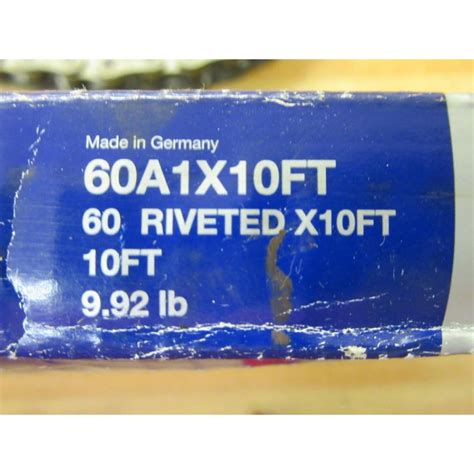 Made in Germany
60A1X10FT
60 RIVETED X10FT
10FT
9.92 lb